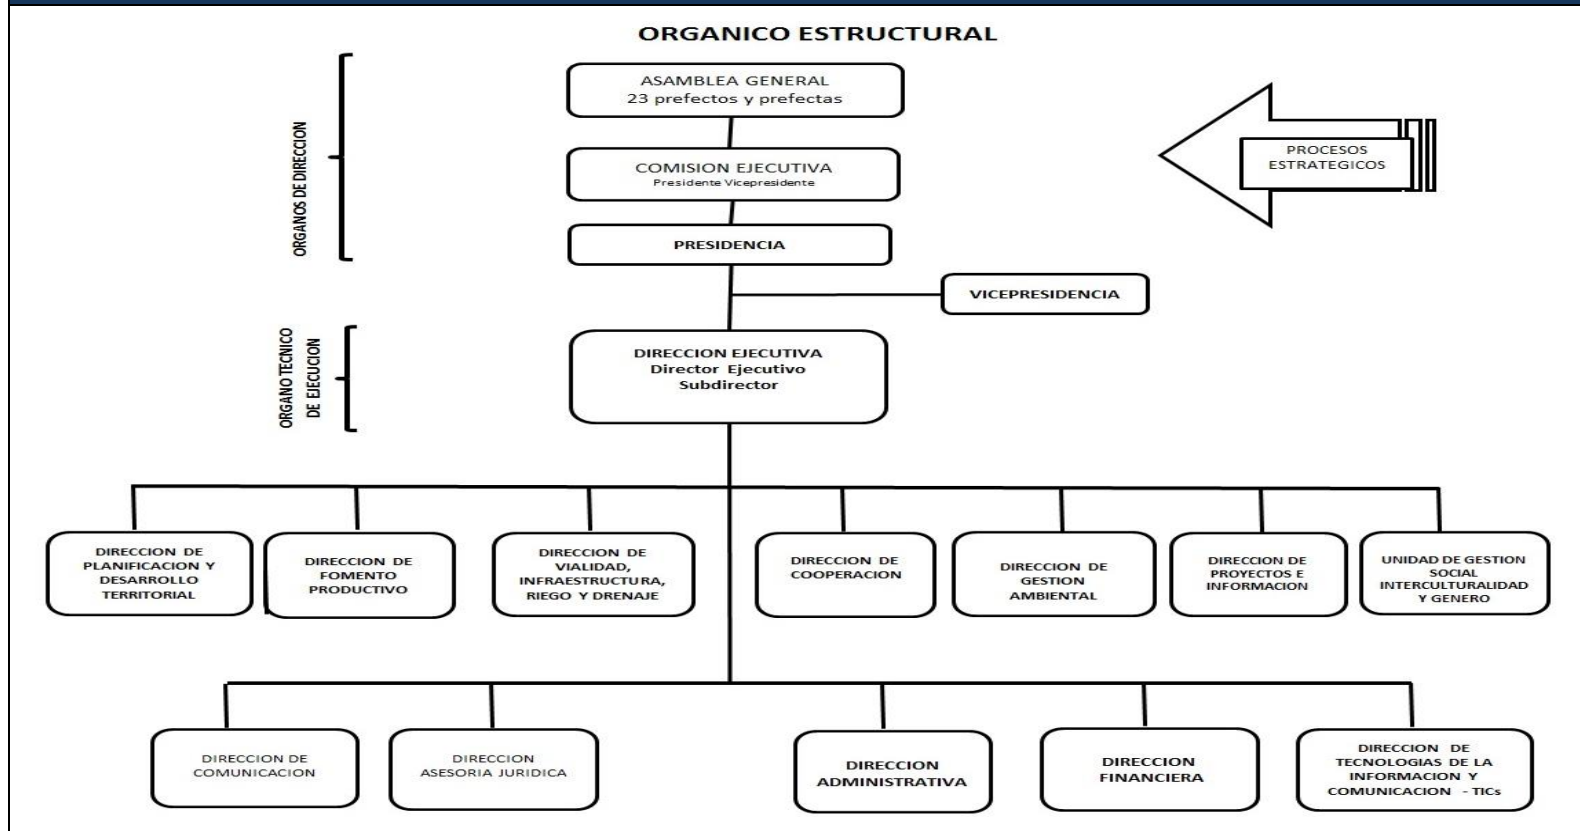 ORGANICO ESTRUCTURAL
ASAMBLEA GENERAL
23 prefectos y prefectas
ORGANOS DE DIRECCION
COMISION EJECUTIVA
Presidente Vicepresidente
PROCESOS
ESTRATEGICOS
PRESIDENCIA
VICEPRESIDENCIA
ORGANO TECNICO
DE EJECUCION
DIRECCION EJECUTIVA
Director Ejecutivo
Subdirector
DIRECCION DE
PLANIFICACION Y
DESARROLLO
TERRITORIAL
DIRECCION DE
FOMENTO
PRODUCTIVO
DIRECCION DE
VIALIDAD,
INFRAESTRUCTURA,
RIEGO Y DRENAJE
DIRECCION DE
COOPERACION
DIRECCION DE
GESTION
AMBIENTAL
DIRECCION DE
PROYECTOS E
INFORMACION
UNIDAD DE GESTION
SOCIAL
INTERCULTURALIDAD
Y GENERO
DIRECCION DE
COMUNICACION
DIRECCION
ASESORIA JURIDICA
DIRECCION
ADMINISTRATIVA
DIRECCION
FINANCIERA
DIRECCION DE
TECNOLOGIAS DE LA
INFORMACION Y
COMUNICACION - TICs